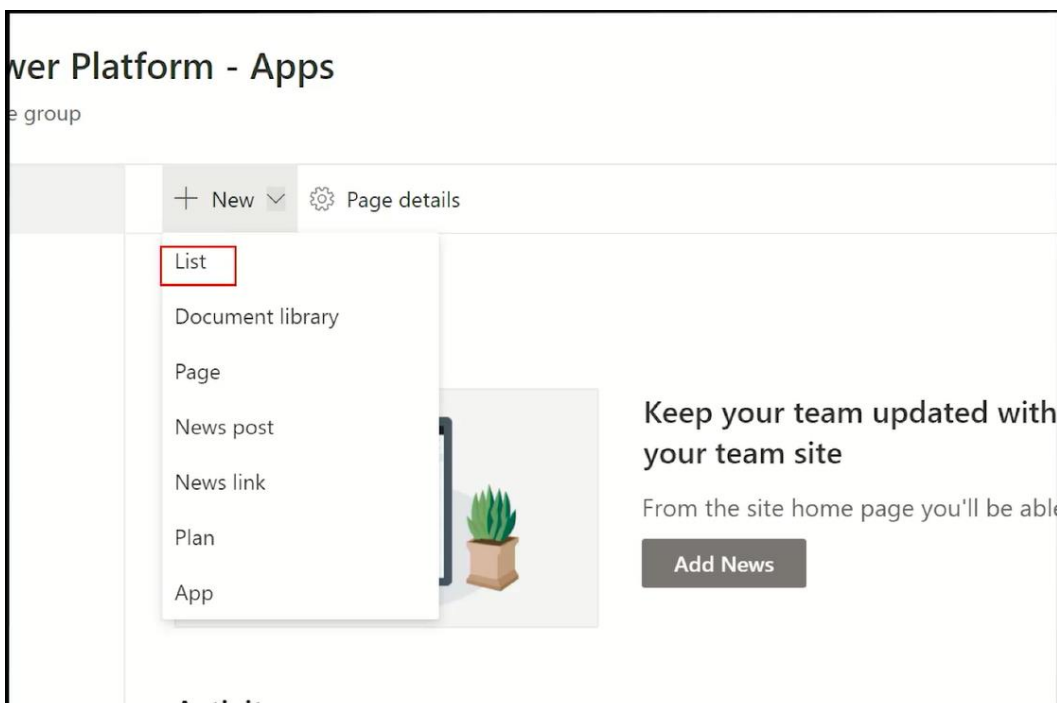 wer Platform - Apps
e group
New
Page details
List
Document library
Page
News post
News link
Plan
App
Keep your team updated with
your team site
From the site home page you'll be able
Add News